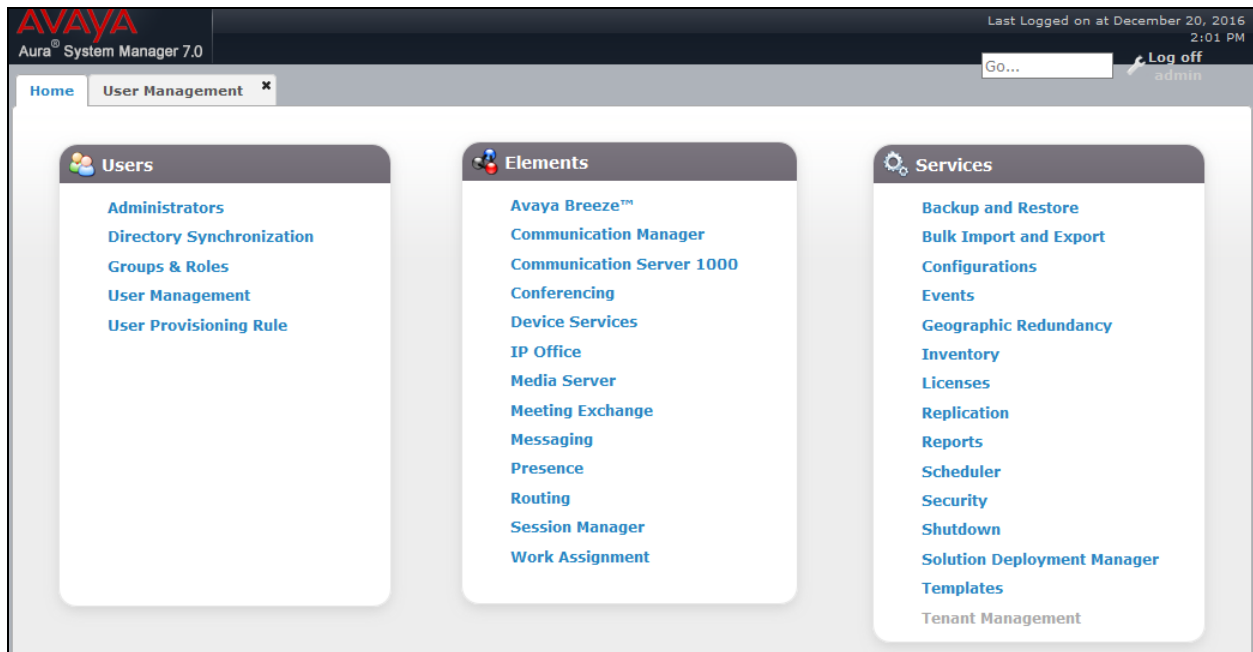 AVAYA
Aura® System Manager 7.0
Last Logged on at December 20, 2016
2:01 PM
Go...
Log off
admin
Home
User Management ✖
Users
Administrators
Directory Synchronization
Groups & Roles
User Management
User Provisioning Rule
Elements
Avaya Breeze™
Communication Manager
Communication Server 1000
Conferencing
Device Services
IP Office
Media Server
Meeting Exchange
Messaging
Presence
Routing
Session Manager
Work Assignment
Services
Backup and Restore
Bulk Import and Export
Configurations
Events
Geographic Redundancy
Inventory
Licenses
Replication
Reports
Scheduler
Security
Shutdown
Solution Deployment Manager
Templates
Tenant Management